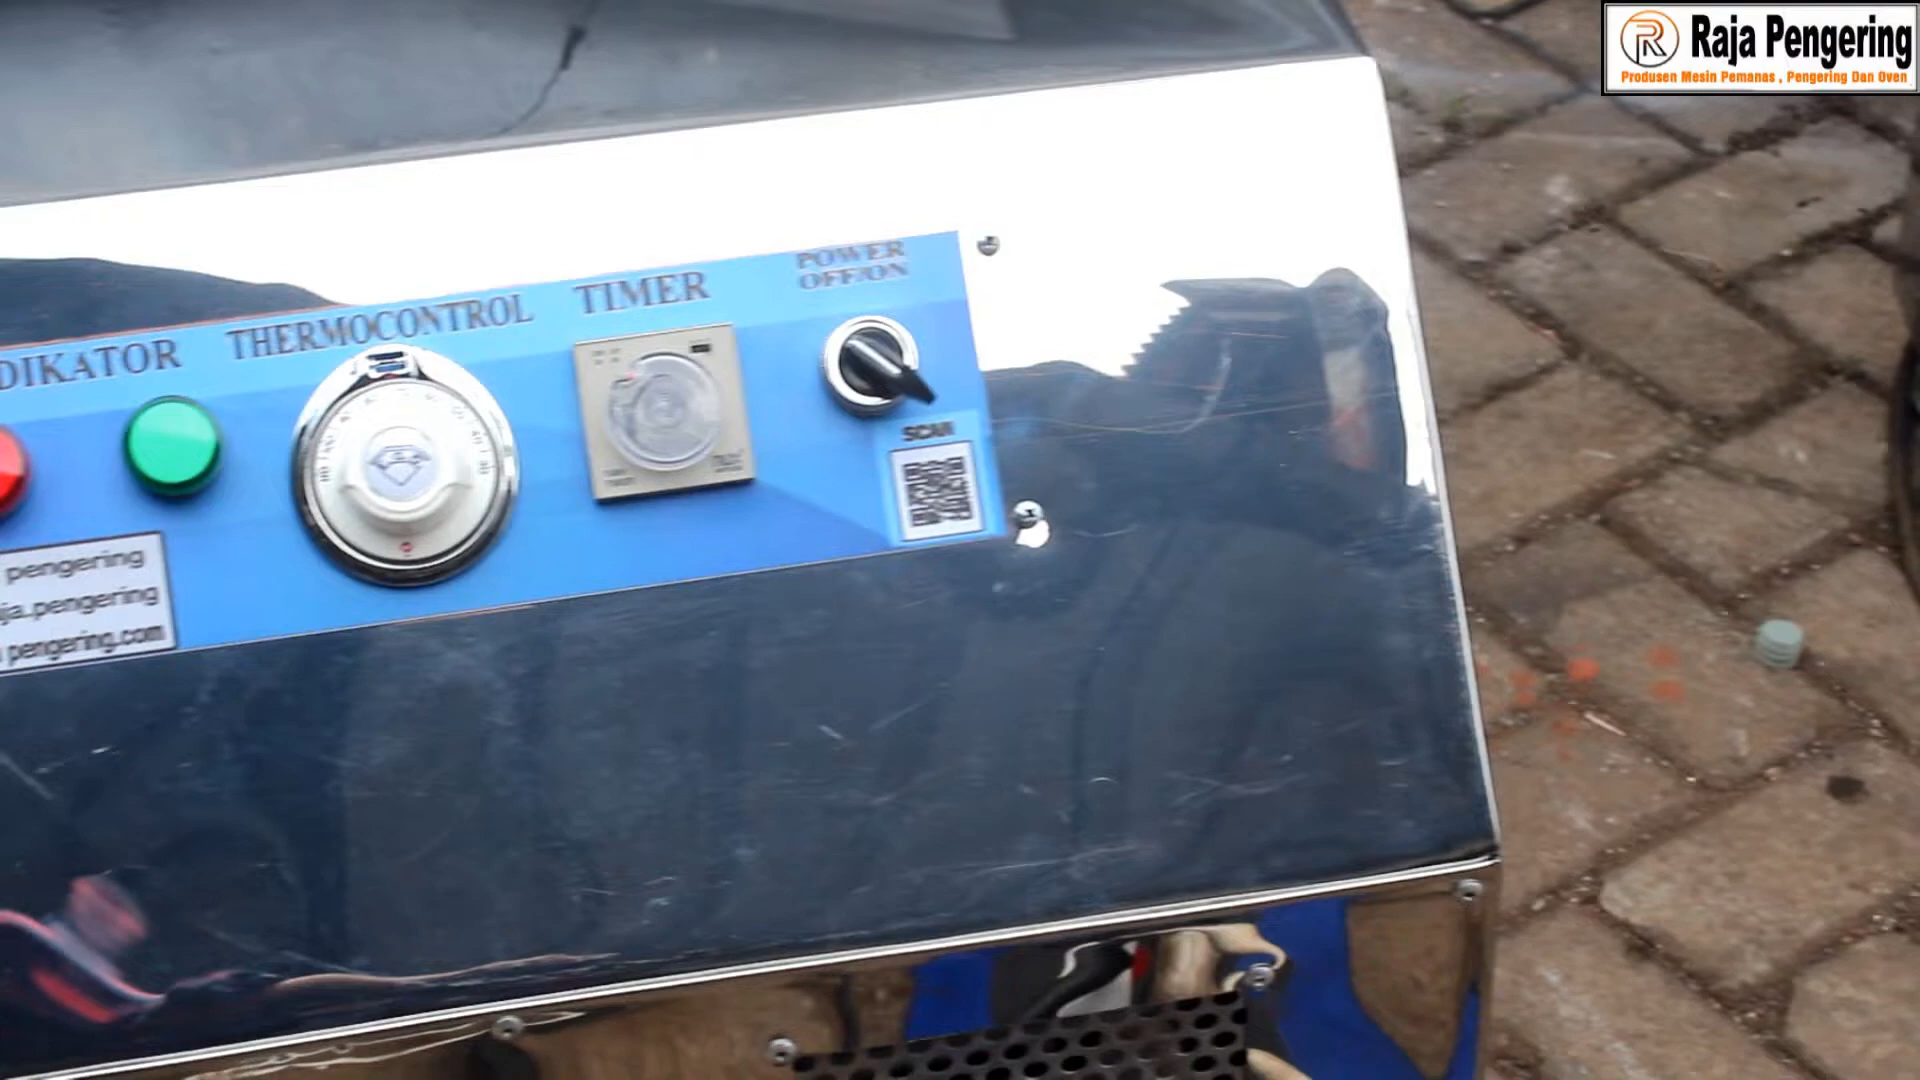 Raja Pengering
Produsen Mesin Pemanas , Pengering Dan Oven
POWER
OFF/ON
TIMER
THERMOCONTROL
DIKATOR
SCAN
pengering
ja.pengering
pengering.com